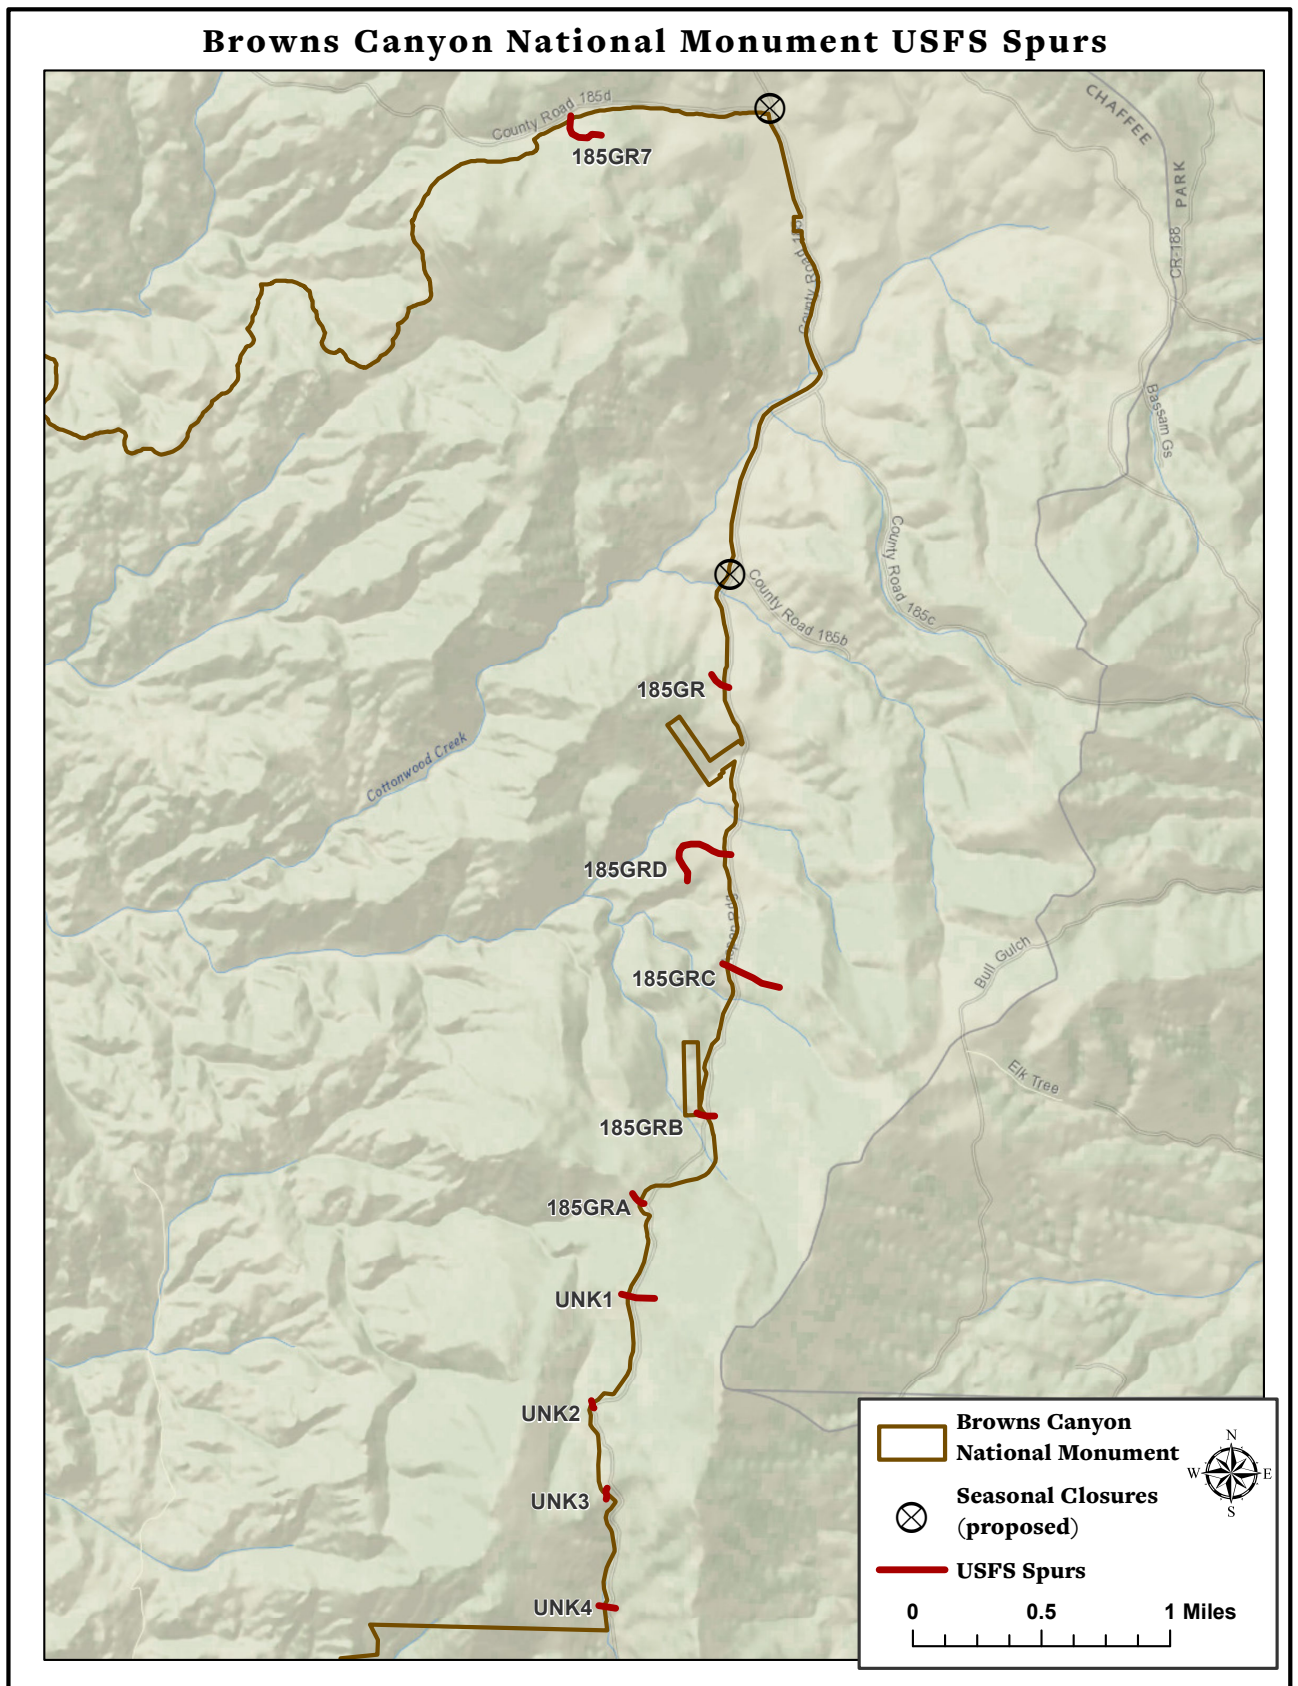 Browns Canyon National Monument USFS Spurs
County Road 185d
CHAFFEE
PARK
185GR7
CR-188
County Road
Bassam Gs
County Road 185c
County Road 185b
185GR
Cottonwood Creek
185GRD
Bull Gulch
185GRC
Elk Tree
185GRB
185GRA
UNK1
UNK2
UNK3
UNK4
Browns Canyon
National Monument
Seasonal Closures
(proposed)
USFS Spurs
N
W
E
S
0 0.5 1 Miles